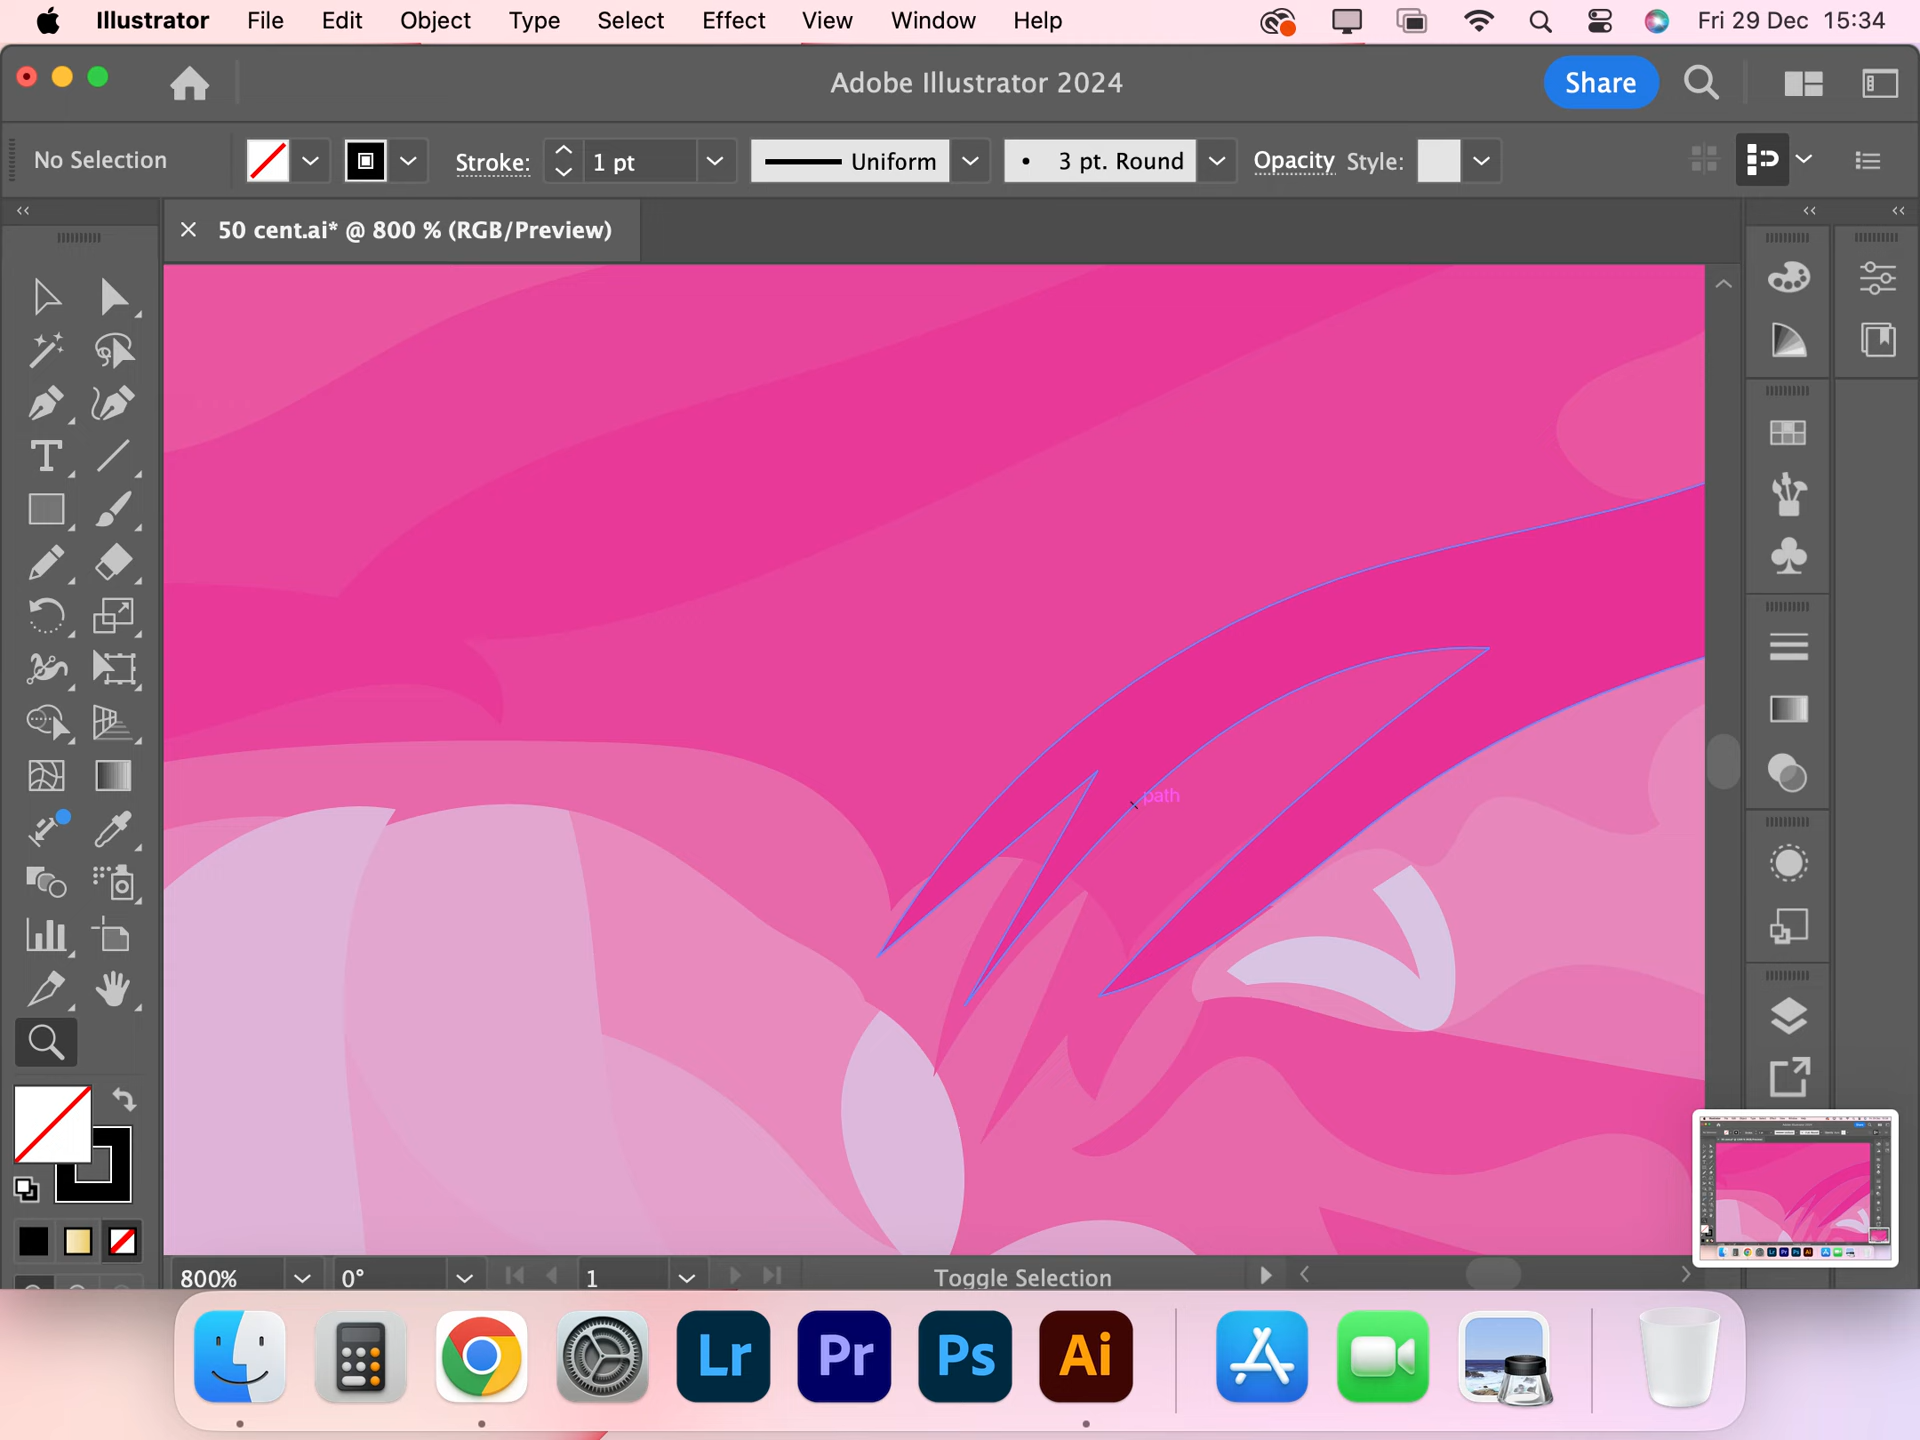 Illustrator File Edit Object Type Select Effect View Window Help Fri 29 Dec 15:34
Adobe Illustrator 2024 Share
No Selection Stroke: 1 pt Uniform 3 pt. Round Opacity Style:
50 cent.ai* @ 800 % (RGB/Preview)
path
800% 0° 1 Toggle Selection
Lr Pr Ps Ai